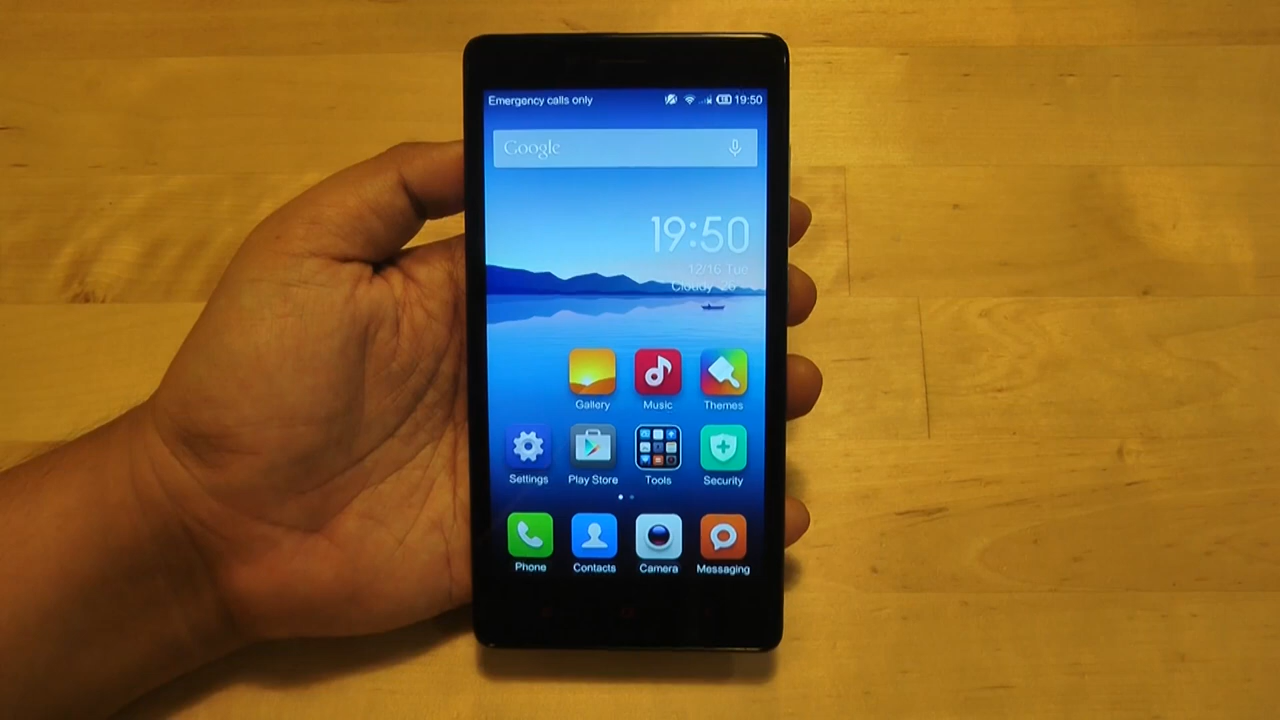 Emergency calls only 19:50
Google
19:50
12/16 Tue
Cloudy
Gallery Music Themes
Settings Play Store Tools Security
Phone Contacts Camera Messaging